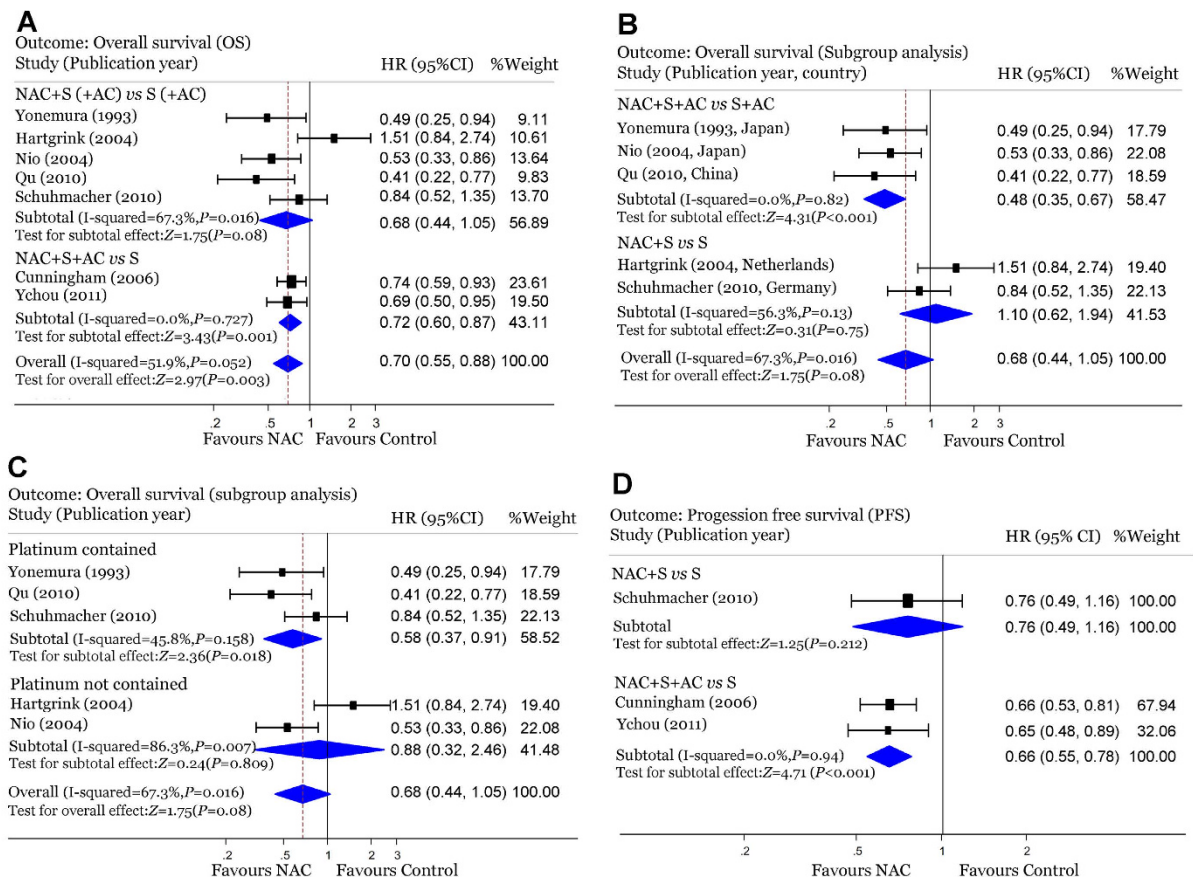 A
Outcome: Overall survival (OS)
Study (Publication year) HR (95%CI) %Weight
NAC+S (+AC) vs S (+AC)
Yonemura (1993) 0.49 (0.25, 0.94) 9.11
Hartgrink (2004) 1.51 (0.84, 2.74) 10.61
Nio (2004) 0.53 (0.33, 0.86) 13.64
Qu (2010) 0.41 (0.22, 0.77) 9.83
Schuhmacher (2010) 0.84 (0.52, 1.35) 13.70
Subtotal (I-squared=67.3%,P=0.016) 0.68 (0.44, 1.05) 56.89
Test for subtotal effect:Z=1.75(P=0.08)
NAC+S+AC vs S
Cunningham (2006) 0.74 (0.59, 0.93) 23.61
Ychou (2011) 0.69 (0.50, 0.95) 19.50
Subtotal (I-squared=0.0%,P=0.727) 0.72 (0.60, 0.87) 43.11
Test for subtotal effect:Z=3.43(P=0.001)
Overall (I-squared=51.9%,P=0.052) 0.70 (0.55, 0.88) 100.00
Test for overall effect:Z=2.97(P=0.003)
.2 .5 1 2 3
Favours NAC Favours Control
B
Outcome: Overall survival (Subgroup analysis)
Study (Publication year, country) HR (95%CI) %Weight
NAC+S+AC vs S+AC
Yonemura (1993, Japan) 0.49 (0.25, 0.94) 17.79
Nio (2004, Japan) 0.53 (0.33, 0.86) 22.08
Qu (2010, China) 0.41 (0.22, 0.77) 18.59
Subtotal (I-squared=0.0%,P=0.82) 0.48 (0.35, 0.67) 58.47
Test for subtotal effect:Z=4.31(P<0.001)
NAC+S vs S
Hartgrink (2004, Netherlands) 1.51 (0.84, 2.74) 19.40
Schuhmacher (2010, Germany) 0.84 (0.52, 1.35) 22.13
Subtotal (I-squared=56.3%,P=0.13) 1.10 (0.62, 1.94) 41.53
Test for subtotal effect:Z=0.31(P=0.75)
Overall (I-squared=67.3%,P=0.016) 0.68 (0.44, 1.05) 100.00
Test for overall effect:Z=1.75(P=0.08)
.2 .5 1 2 3
Favours NAC Favours Control
C
Outcome: Overall survival (subgroup analysis)
Study (Publication year) HR (95%CI) %Weight
Platinum contained
Yonemura (1993) 0.49 (0.25, 0.94) 17.79
Qu (2010) 0.41 (0.22, 0.77) 18.59
Schuhmacher (2010) 0.84 (0.52, 1.35) 22.13
Subtotal (I-squared=45.8%,P=0.158) 0.58 (0.37, 0.91) 58.52
Test for subtotal effect:Z=2.36(P=0.018)
Platinum not contained
Hartgrink (2004) 1.51 (0.84, 2.74) 19.40
Nio (2004) 0.53 (0.33, 0.86) 22.08
Subtotal (I-squared=86.3%,P=0.007) 0.88 (0.32, 2.46) 41.48
Test for subtotal effect:Z=0.24(P=0.809)
Overall (I-squared=67.3%,P=0.016) 0.68 (0.44, 1.05) 100.00
Test for overall effect:Z=1.75(P=0.08)
.2 .5 1 2 3
Favours NAC Favours Control
D
Outcome: Progession free survival (PFS)
Study (Publication year) HR (95% CI) %Weight
NAC+S vs S
Schuhmacher (2010) 0.76 (0.49, 1.16) 100.00
Subtotal 0.76 (0.49, 1.16) 100.00
Test for subtotal effect:Z=1.25(P=0.212)
NAC+S+AC vs S
Cunningham (2006) 0.66 (0.53, 0.81) 67.94
Ychou (2011) 0.65 (0.48, 0.89) 32.06
Subtotal (I-squared=0.0%,P=0.94) 0.66 (0.55, 0.78) 100.00
Test for subtotal effect:Z=4.71 (P<0.001)
.2 .5 1 2
Favours NAC Favours Control